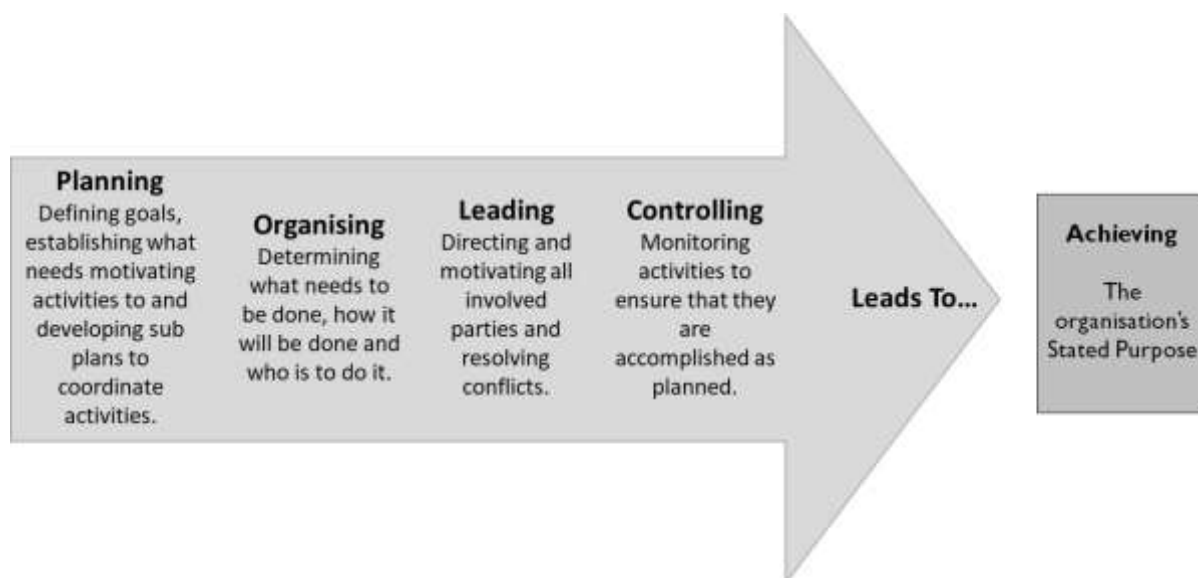 Planning
Defining goals,
establishing what
needs motivating
activities to and
developing sub
plans to
coordinate
activities.
Organising
Determining
what needs to
be done, how it
will be done and
who is to do it.
Leading
Directing and
motivating all
involved
parties and
resolving
conflicts.
Controlling
Monitoring
activities to
ensure that they
are
accomplished as
planned.
Leads To...
Achieving
The
organisation's
Stated Purpose